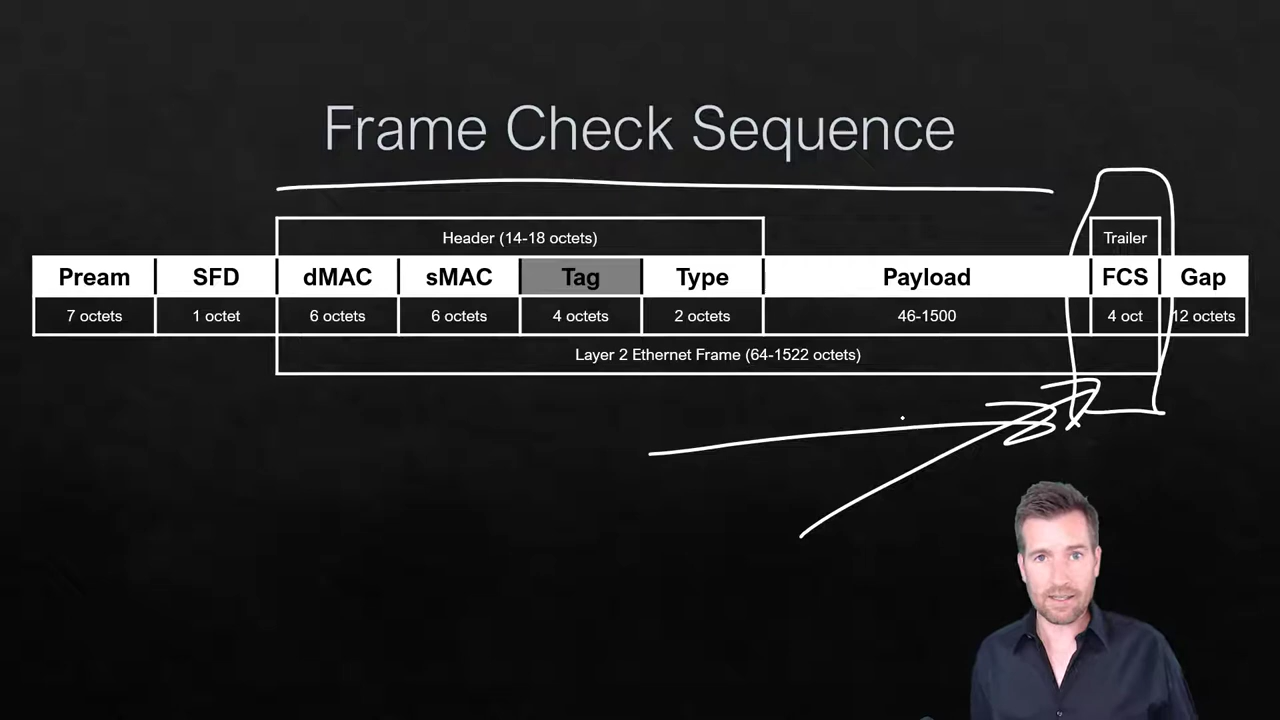 Frame Check Sequence
Header (14-18 octets) Trailer
Pream SFD dMAC sMAC Tag Type Payload FCS Gap
7 octets 1 octet 6 octets 6 octets 4 octets 2 octets 46-1500 4 oct 12 octets
Layer 2 Ethernet Frame (64-1522 octets)